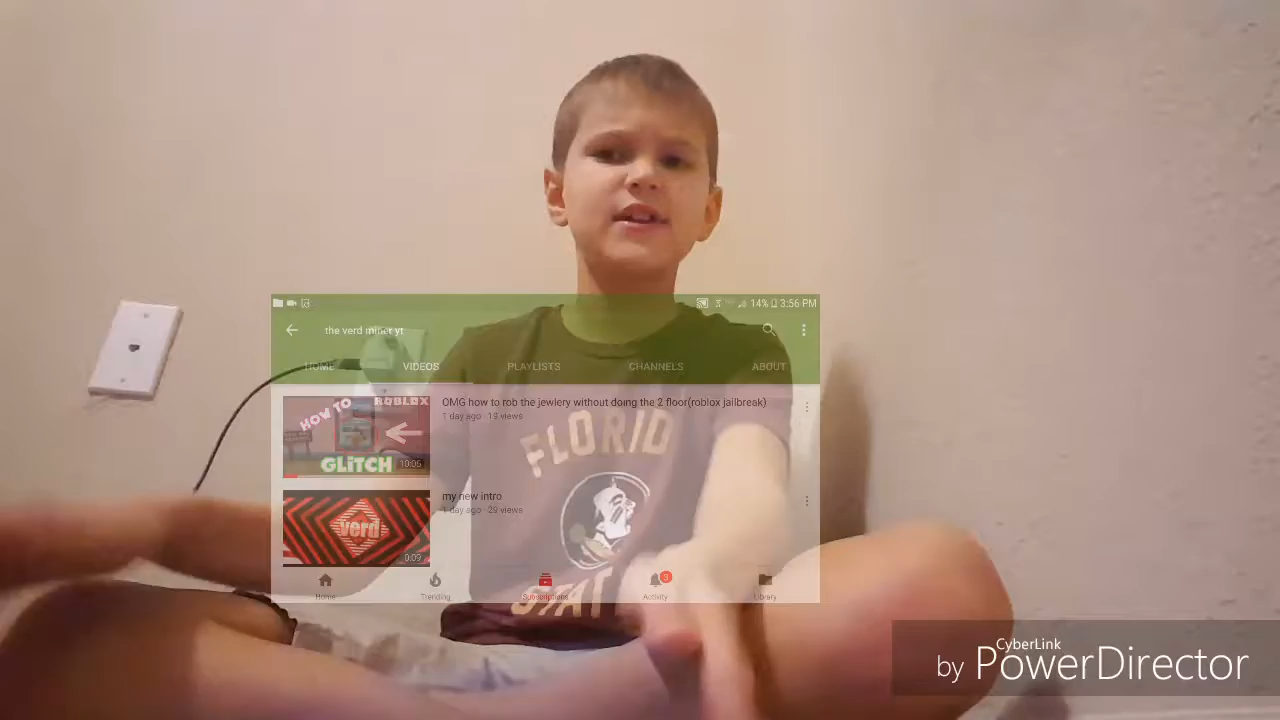 14% 3:56 PM
the verd miner yt
HOME VIDEOS PLAYLISTS CHANNELS ABOUT
HOW TO ROBLOX
GLiTCH
10:05
OMG how to rob the jewlery without doing the 2 floor(roblox jailbreak)
1 day ago · 19 views
FLORID
verd
0:09
my new intro
1 day ago · 29 views
Home Trending Subscriptions Activity Library
3
STAT
CyberLink
by PowerDirector